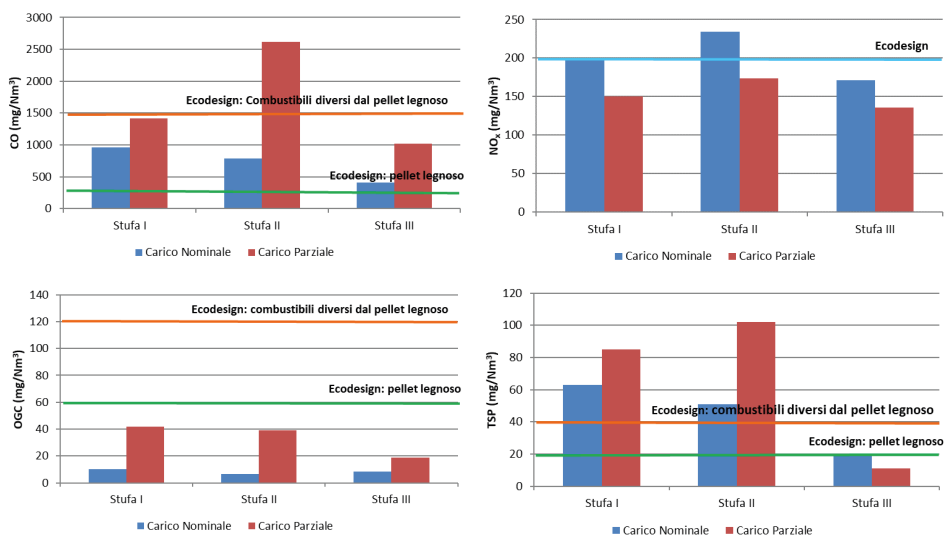 CO (mg/Nm³)
3000
2500
2000
1500
1000
500
0
Ecodesign: Combustibili diversi dal pellet legnoso
Ecodesign: pellet legnoso
Stufa I
Stufa II
Stufa III
Carico Nominale
Carico Parziale
NOx (mg/Nm³)
250
200
150
100
50
0
Ecodesign
Stufa I
Stufa II
Stufa III
Carico Nominale
Carico Parziale
OGC (mg/Nm³)
140
120
100
80
60
40
20
0
Ecodesign: combustibili diversi dal pellet legnoso
Ecodesign: pellet legnoso
Stufa I
Stufa II
Stufa III
Carico Nominale
Carico Parziale
TSP (mg/Nm³)
120
100
80
60
40
20
0
Ecodesign: combustibili diversi dal pellet legnoso
Ecodesign: pellet legnoso
Stufa I
Stufa II
Stufa III
Carico Nominale
Carico Parziale